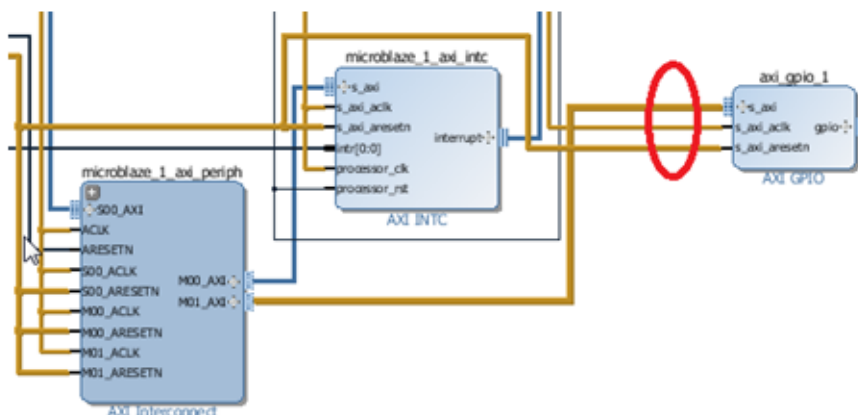 microblaze_1_axi_intc
s_axi
s_axi_aclk
s_axi_aresetn
intr[0:0]
processor_clk
processor_rst
interrupt
AXI INTC
axi_gpio_1
s_axi
s_axi_aclk
s_axi_aresetn
gpio
AXI GPIO
microblaze_1_axi_periph
S00_AXI
ACLK
ARESETN
S00_ACLK
S00_ARESETN
M00_ACLK
M00_ARESETN
M01_ACLK
M01_ARESETN
M00_AXI
M01_AXI
AXI Interconnect